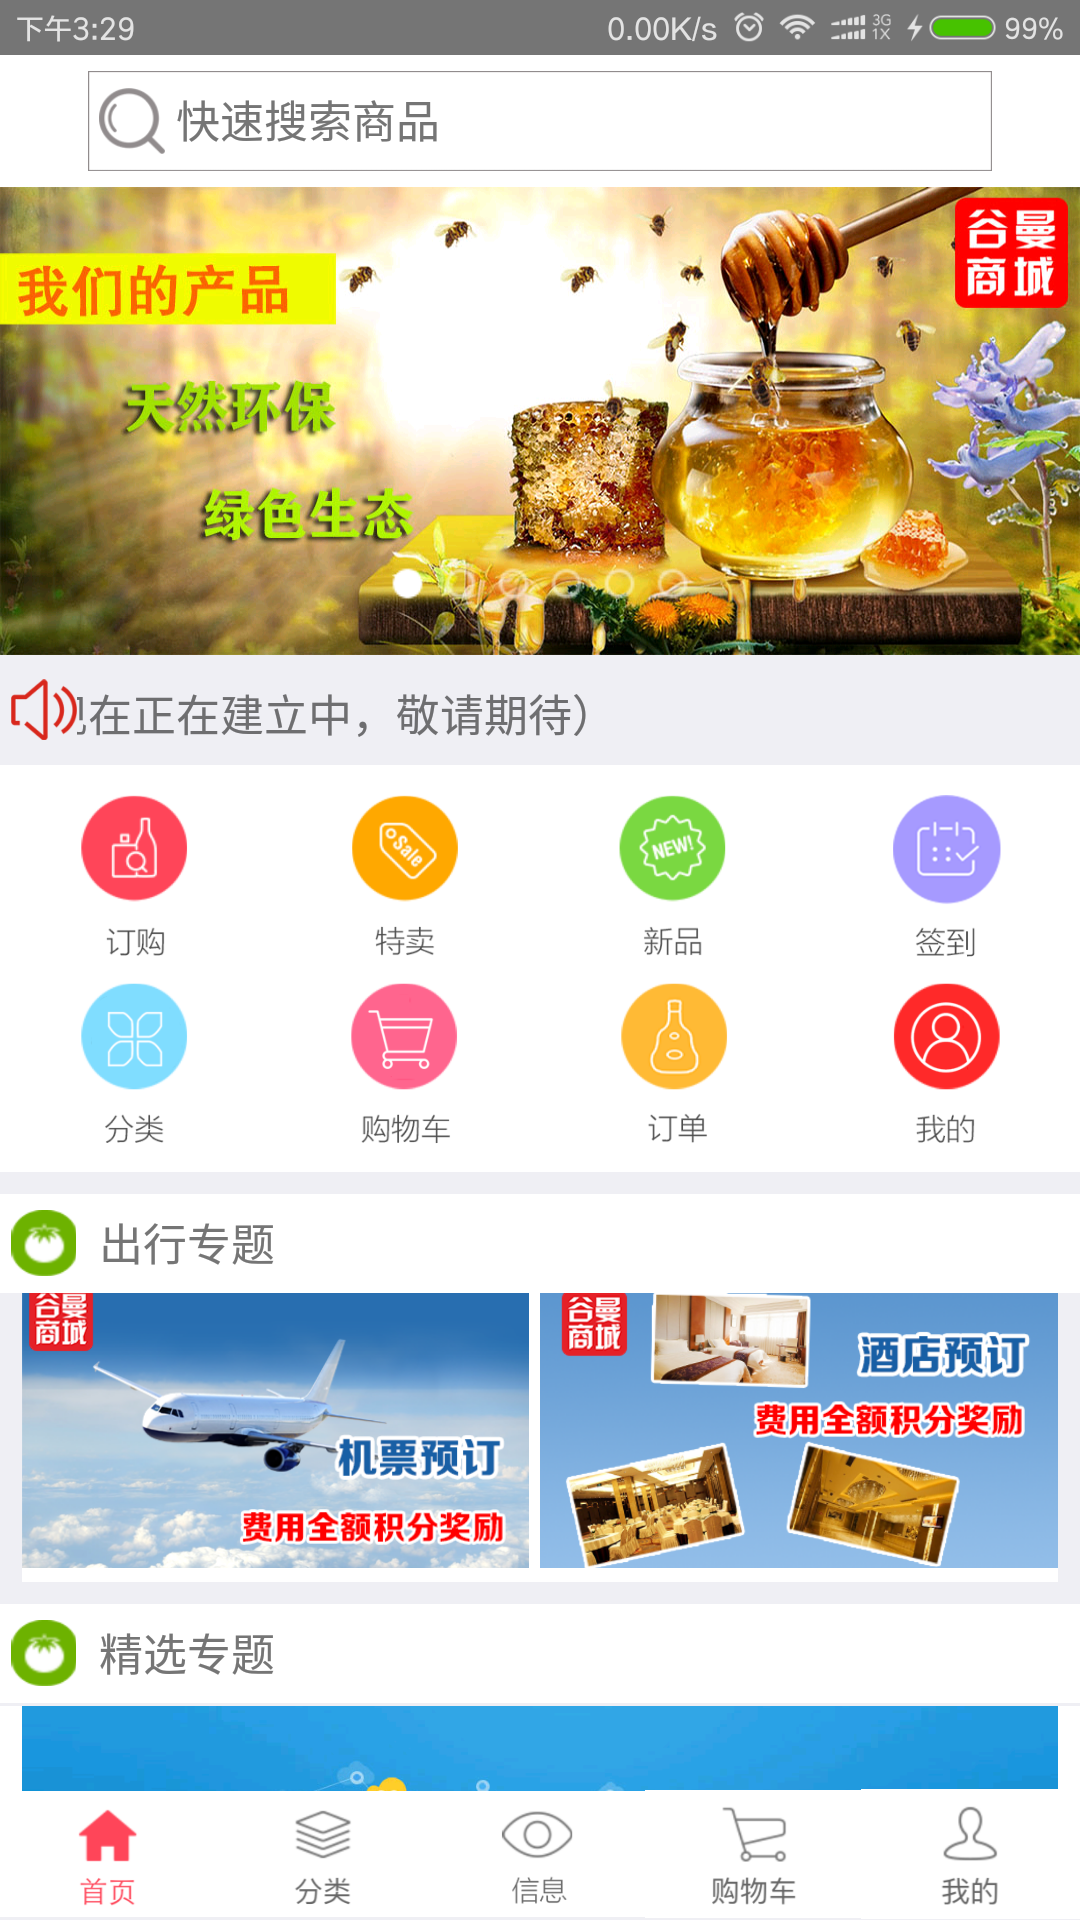 下午3:29
0.00K/s
3G
1X
99%
快速搜索商品
谷曼
商城
我们的产品
天然环保
绿色生态
在正在建立中，敬请期待）
Sale
NEW!
订购
特卖
新品
签到
分类
购物车
订单
我的
出行专题
谷曼
商城
机票预订
费用全额积分奖励
谷曼
商城
酒店预订
费用全额积分奖励
精选专题
首页
分类
信息
购物车
我的